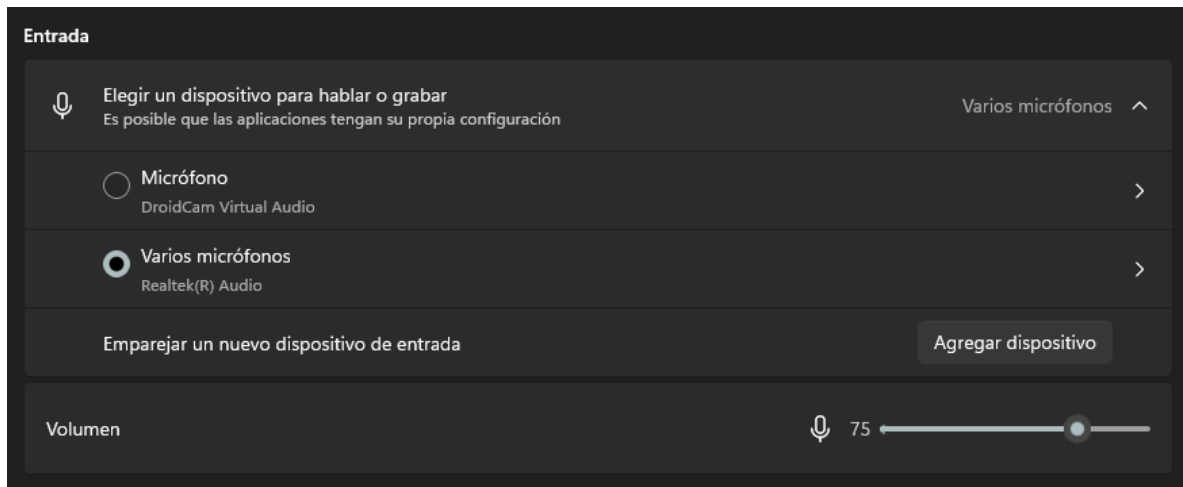 Entrada
Elegir un dispositivo para hablar o grabar
Es posible que las aplicaciones tengan su propia configuración
Varios micrófonos
Micrófono
DroidCam Virtual Audio
Varios micrófonos
Realtek(R) Audio
Emparejar un nuevo dispositivo de entrada
Agregar dispositivo
Volumen
75